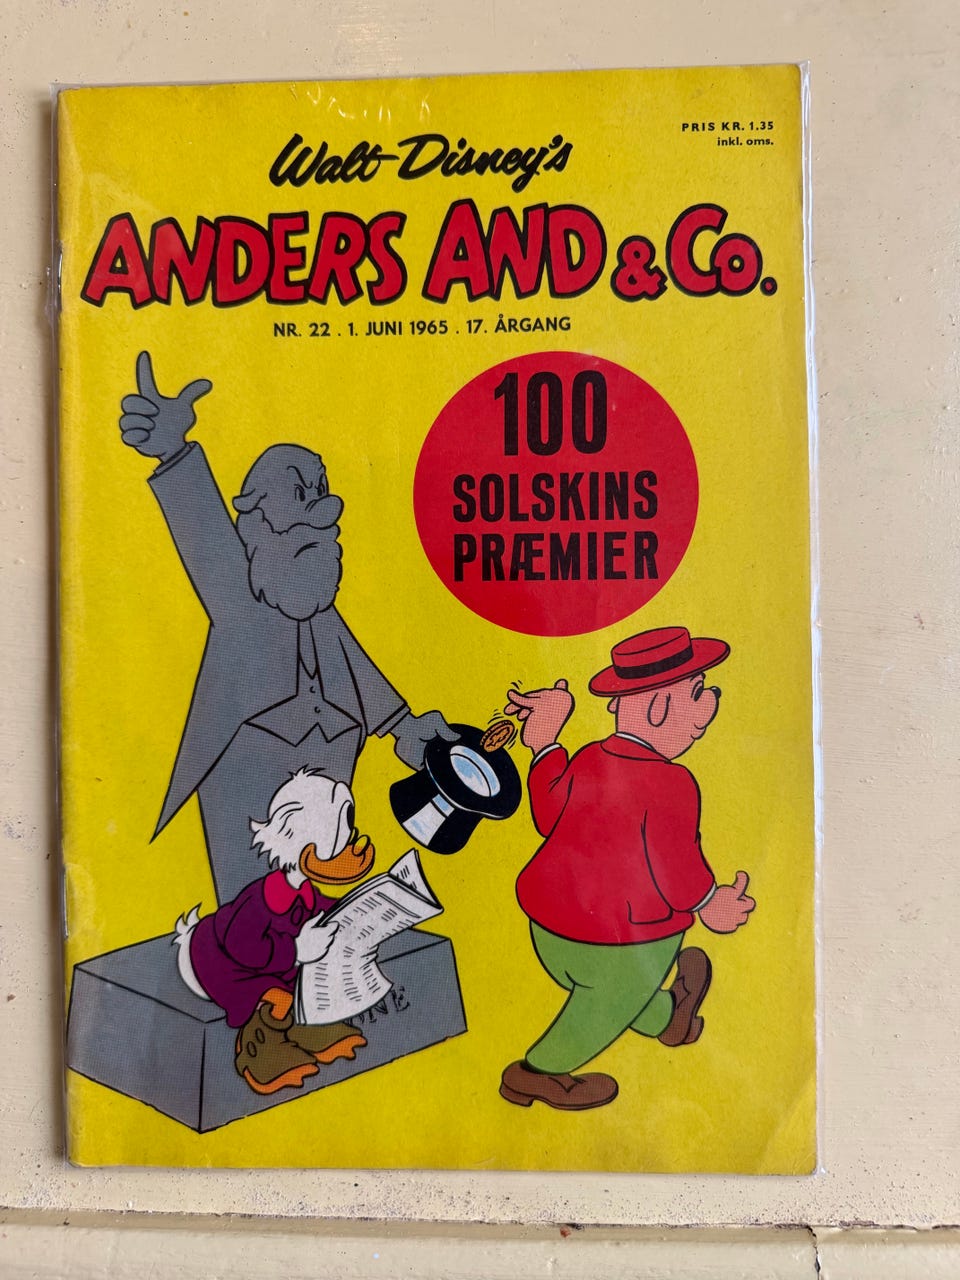 PRIS KR. 1.35
inkl. oms.
Walt Disney's
ANDERS AND & Co.
NR. 22 . 1. JUNI 1965 . 17. ÅRGANG
100
SOLSKINS
PRÆMIER
NE